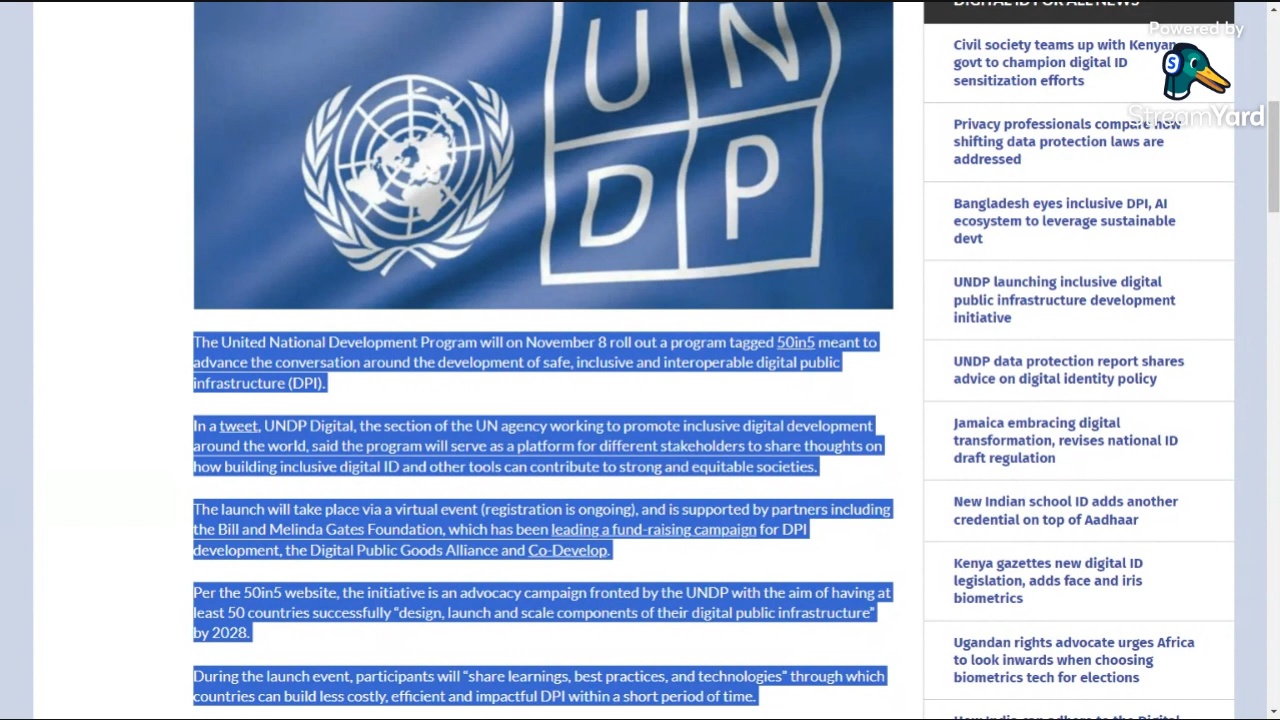 UN
DP
The United National Development Program will on November 8 roll out a program tagged 50in5 meant to
advance the conversation around the development of safe, inclusive and interoperable digital public
infrastructure (DPI).
In a tweet, UNDP Digital, the section of the UN agency working to promote inclusive digital development
around the world, said the program will serve as a platform for different stakeholders to share thoughts on
how building inclusive digital ID and other tools can contribute to strong and equitable societies.
The launch will take place via a virtual event (registration is ongoing), and is supported by partners including
the Bill and Melinda Gates Foundation, which has been leading a fund-raising campaign for DPI
development, the Digital Public Goods Alliance and Co-Develop.
Per the 50in5 website, the initiative is an advocacy campaign fronted by the UNDP with the aim of having at
least 50 countries successfully “design, launch and scale components of their digital public infrastructure”
by 2028.
During the launch event, participants will “share learnings, best practices, and technologies” through which
countries can build less costly, efficient and impactful DPI within a short period of time.
DIGITAL ID FOR ALL NEWS
Civil society teams up with Kenyan
govt to champion digital ID
sensitization efforts
Privacy professionals compare how
shifting data protection laws are
addressed
Bangladesh eyes inclusive DPI, AI
ecosystem to leverage sustainable
devt
UNDP launching inclusive digital
public infrastructure development
initiative
UNDP data protection report shares
advice on digital identity policy
Jamaica embracing digital
transformation, revises national ID
draft regulation
New Indian school ID adds another
credential on top of Aadhaar
Kenya gazettes new digital ID
legislation, adds face and iris
biometrics
Ugandan rights advocate urges Africa
to look inwards when choosing
biometrics tech for elections
Powered by
S
StreamYard